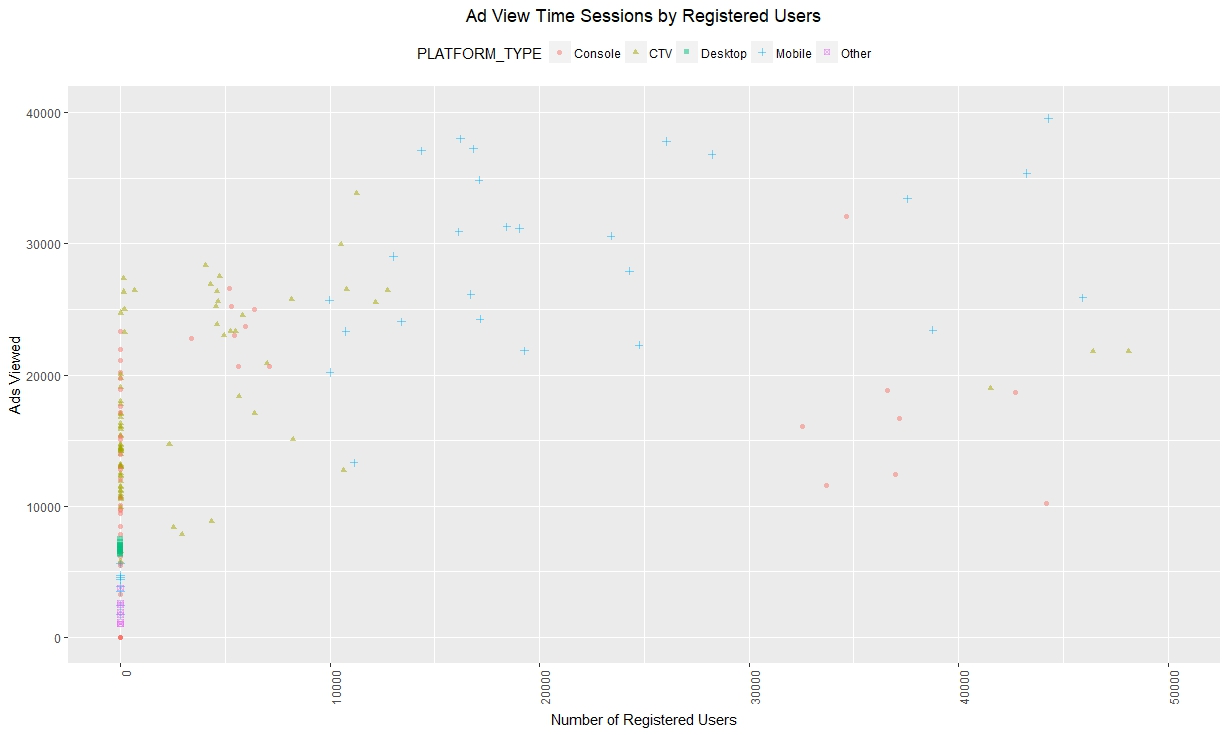 Ad View Time Sessions by Registered Users
PLATFORM_TYPE Console CTV Desktop Mobile Other
40000
30000
20000
10000
0
Ads Viewed
0 10000 20000 30000 40000 50000
Number of Registered Users